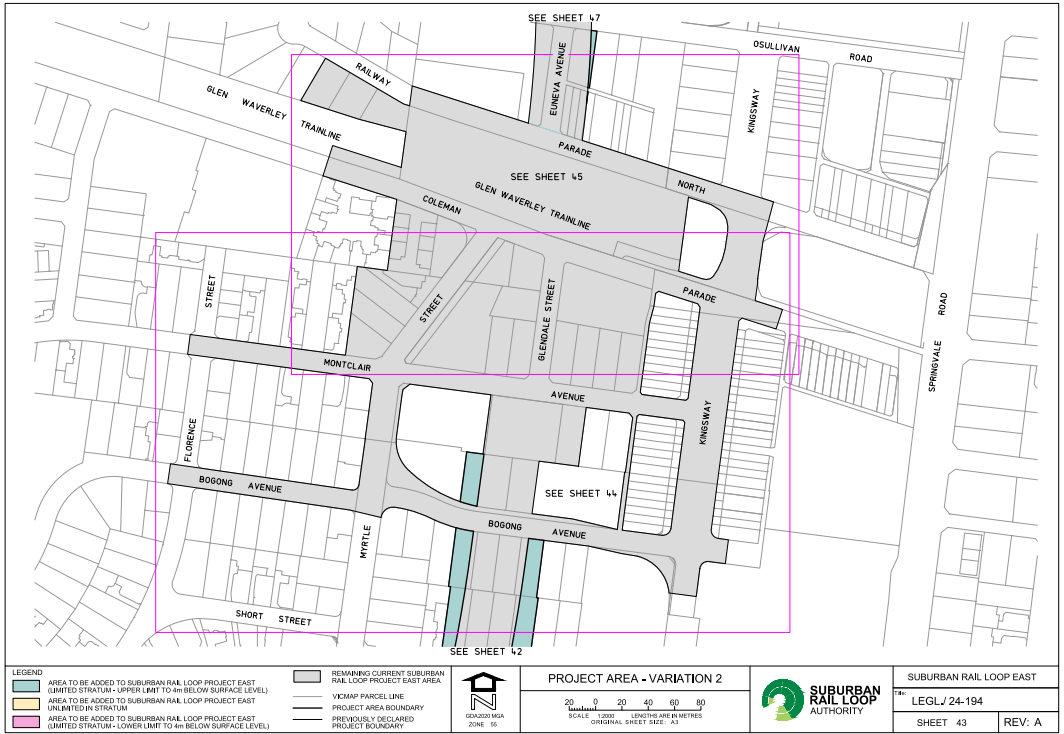 SEE SHEET 47
OSULLIVAN ROAD
RAILWAY
EUNEVA AVENUE
GLEN WAVERLEY TRAINLINE
KINGSWAY
PARADE
SEE SHEET 45
NORTH
GLEN WAVERLEY TRAINLINE
COLEMAN
STREET
STREET
GLENDALE STREET
PARADE
SPRINGVALE ROAD
MONTCLAIR
AVENUE
KINGSWAY
FLORENCE
BOGONG AVENUE
SEE SHEET 44
BOGONG AVENUE
MYRTLE
SHORT STREET
SEE SHEET 42
LEGEND
AREA TO BE ADDED TO SUBURBAN RAIL LOOP PROJECT EAST
(LIMITED STRATUM - UPPER LIMIT TO 4m BELOW SURFACE LEVEL)
AREA TO BE ADDED TO SUBURBAN RAIL LOOP PROJECT EAST
UNLIMITED IN STRATUM
AREA TO BE ADDED TO SUBURBAN RAIL LOOP PROJECT EAST
(LIMITED STRATUM - LOWER LIMIT TO 4m BELOW SURFACE LEVEL)
REMAINING CURRENT SUBURBAN
RAIL LOOP PROJECT EAST AREA
VICMAP PARCEL LINE
PROJECT AREA BOUNDARY
PREVIOUSLY DECLARED
PROJECT BOUNDARY
N
GDA2020 MGA
ZONE 55
PROJECT AREA - VARIATION 2
20 0 20 40 60 80
SCALE 1:2000 LENGTHS ARE IN METRES
ORIGINAL SHEET SIZE: A3
SUBURBAN
RAIL LOOP
AUTHORITY
SUBURBAN RAIL LOOP EAST
Title:
LEGL./ 24-194
SHEET 43
REV: A